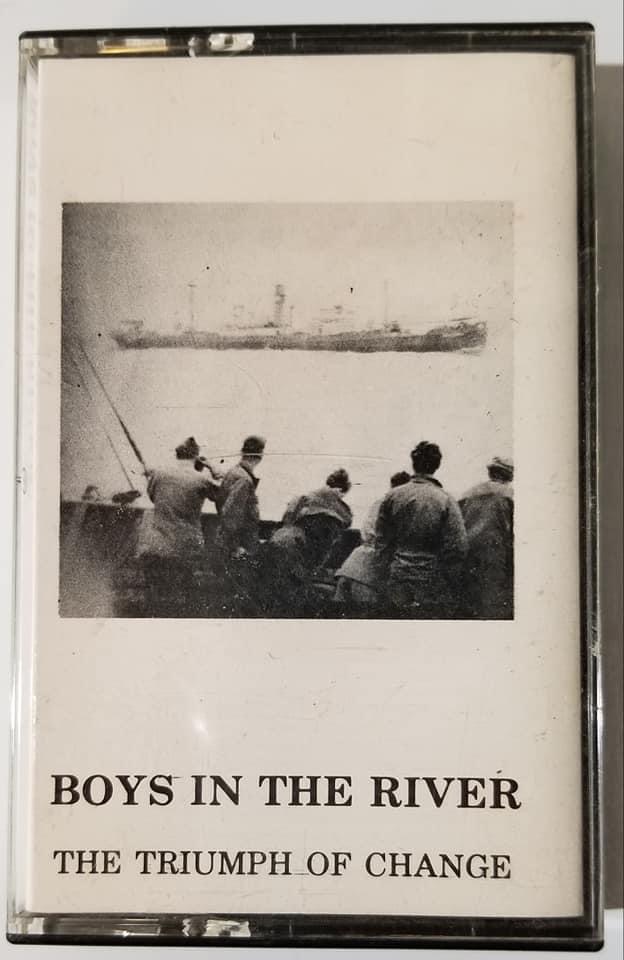 BOYS IN THE RIVER
THE TRIUMPH OF CHANGE